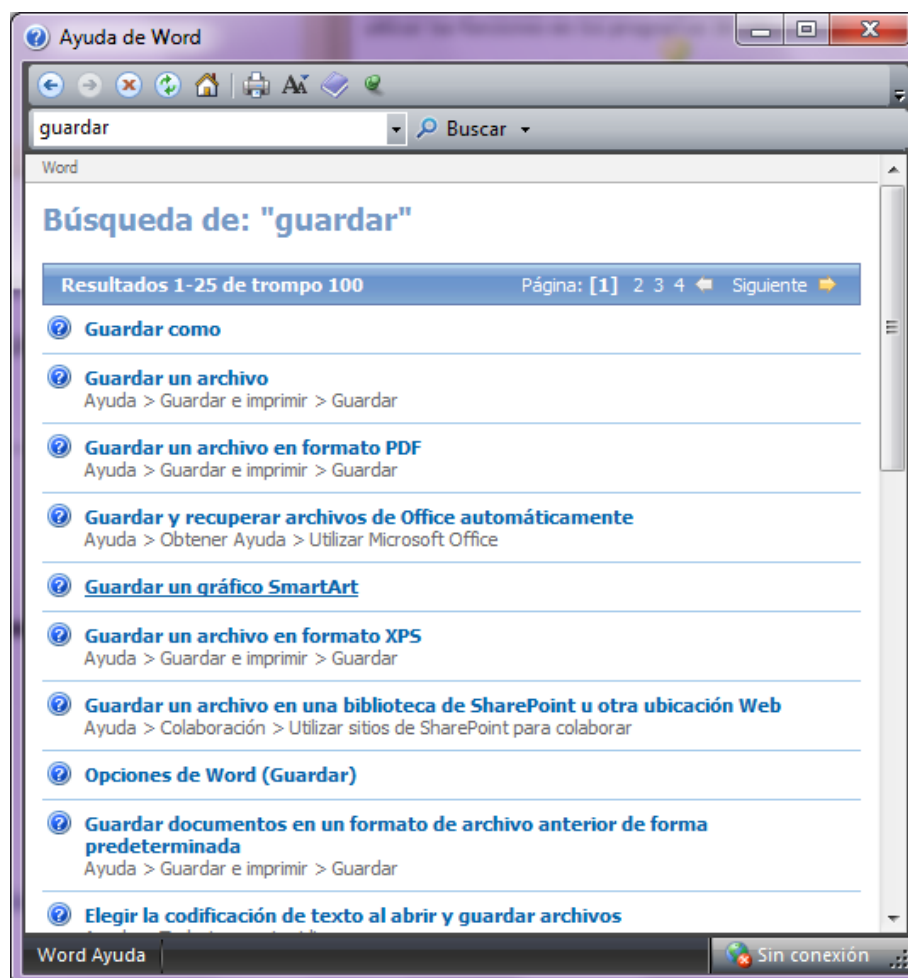 Ayuda de Word
guardar
Buscar
Word
Búsqueda de: "guardar"
Resultados 1-25 de trompo 100 Página: [1] 2 3 4 Siguiente
Guardar como
Guardar un archivo
Ayuda > Guardar e imprimir > Guardar
Guardar un archivo en formato PDF
Ayuda > Guardar e imprimir > Guardar
Guardar y recuperar archivos de Office automáticamente
Ayuda > Obtener Ayuda > Utilizar Microsoft Office
Guardar un gráfico SmartArt
Guardar un archivo en formato XPS
Ayuda > Guardar e imprimir > Guardar
Guardar un archivo en una biblioteca de SharePoint u otra ubicación Web
Ayuda > Colaboración > Utilizar sitios de SharePoint para colaborar
Opciones de Word (Guardar)
Guardar documentos en un formato de archivo anterior de forma
predeterminada
Ayuda > Guardar e imprimir > Guardar
Elegir la codificación de texto al abrir y guardar archivos
Word Ayuda
Sin conexión